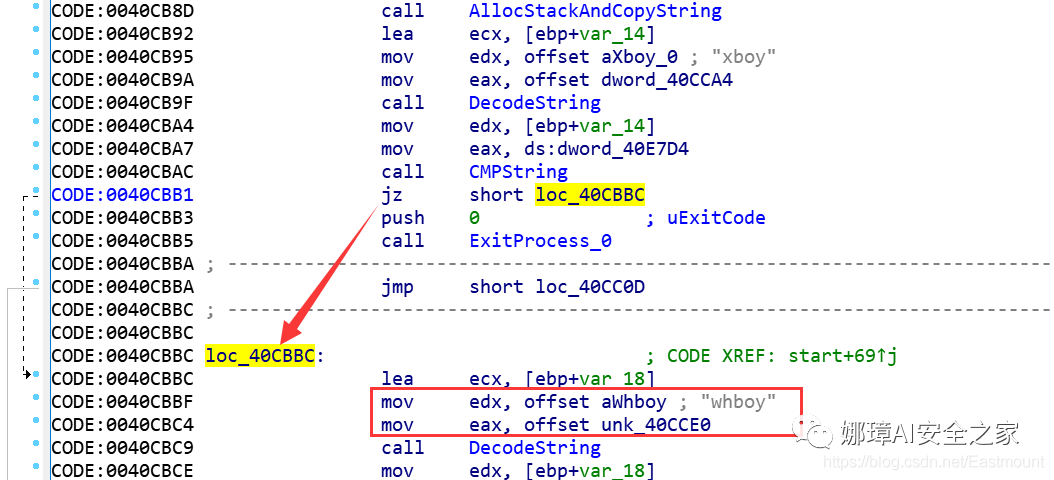 CODE:0040CB8D call AllocStackAndCopyString
CODE:0040CB92 lea ecx, [ebp+var_14]
CODE:0040CB95 mov edx, offset aXboy_0 ; "xboy"
CODE:0040CB9A mov eax, offset dword_40CCA4
CODE:0040CB9F call DecodeString
CODE:0040CBA4 mov edx, [ebp+var_14]
CODE:0040CBA7 mov eax, ds:dword_40E7D4
CODE:0040CBAC call CMPString
CODE:0040CBB1 jz short loc_40CBBC
CODE:0040CBB3 push 0 ; uExitCode
CODE:0040CBB5 call ExitProcess_0
CODE:0040CBBA ; ---------------------------------------------------------------------------
CODE:0040CBBA jmp short loc_40CC0D
CODE:0040CBBC ; ---------------------------------------------------------------------------
CODE:0040CBBC
CODE:0040CBBC loc_40CBBC: ; CODE XREF: start+69↑j
CODE:0040CBBC lea ecx, [ebp+var_18]
CODE:0040CBBF mov edx, offset aWhboy ; "whboy"
CODE:0040CBC4 mov eax, offset unk_40CCE0
CODE:0040CBC9 call DecodeString
CODE:0040CBCE mov edx, [ebp+var_18]
娜璋AI安全之家
https://blog.csdn.net/Eastmount